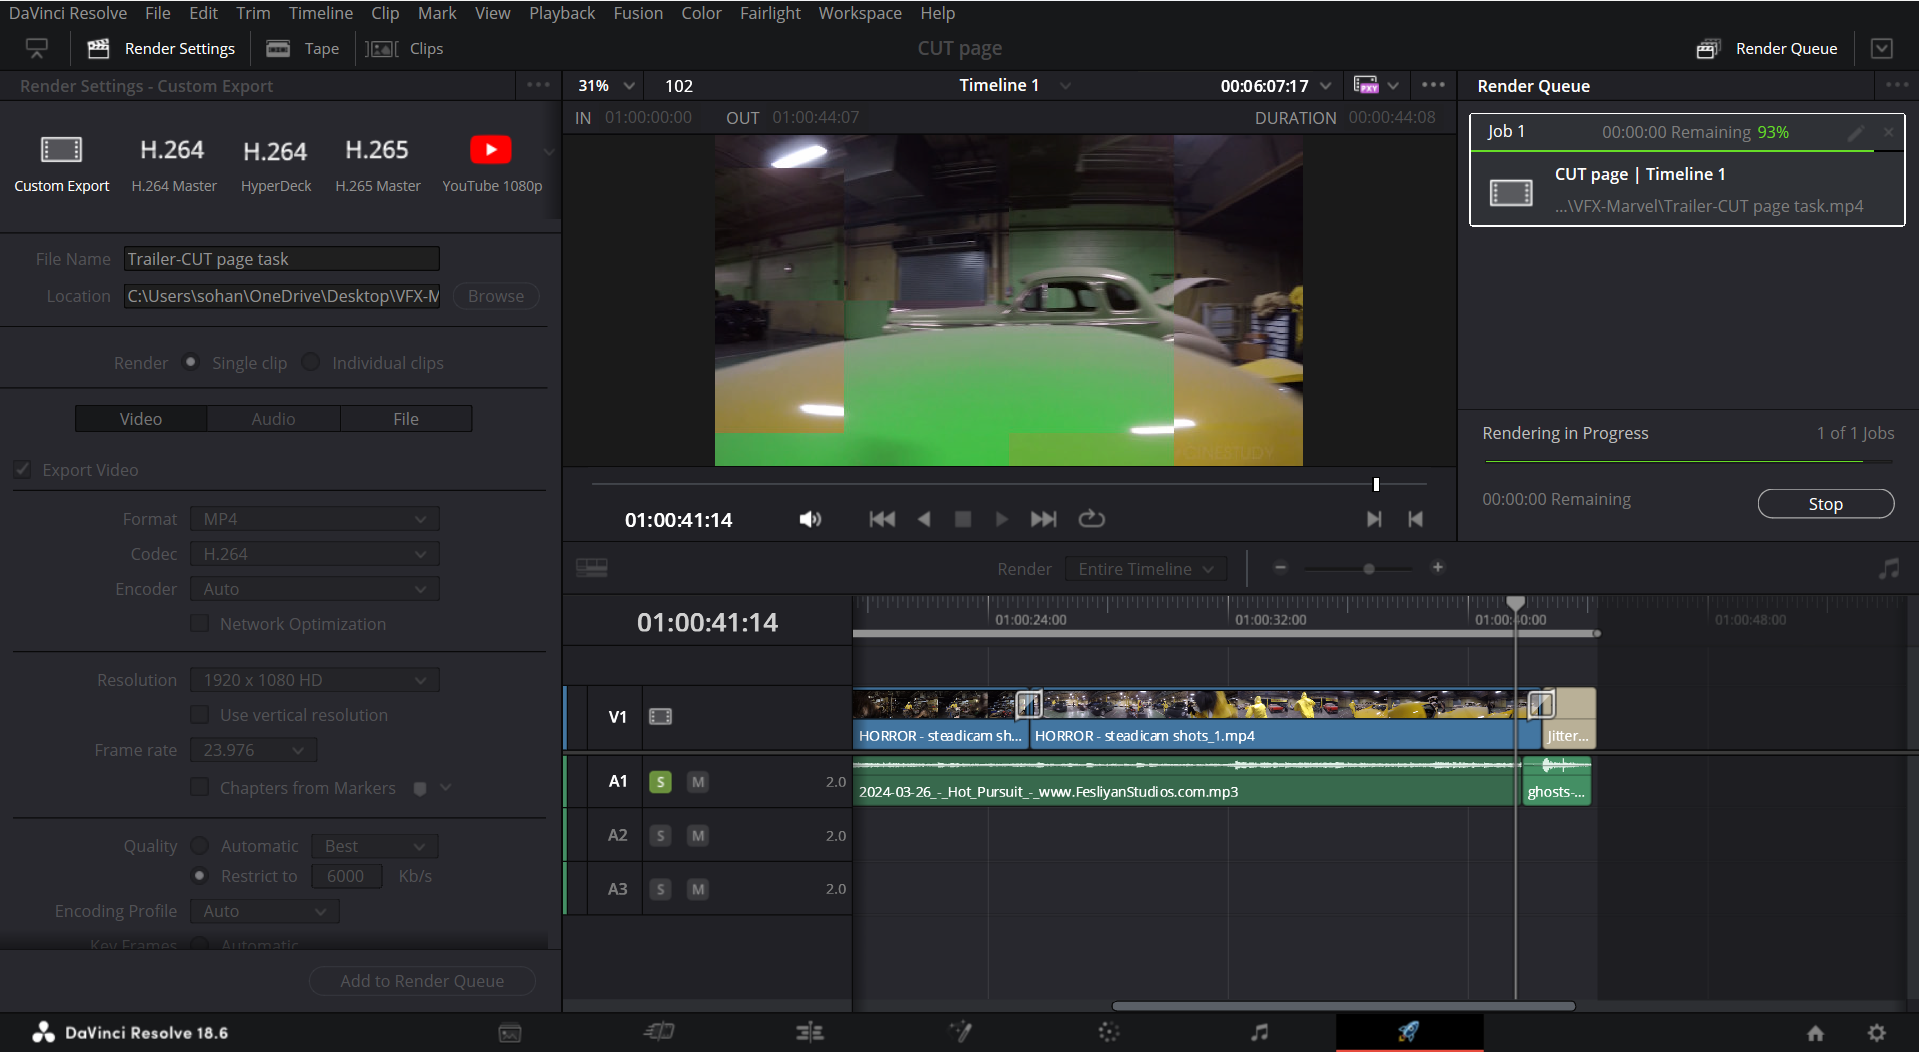 DaVinci Resolve File Edit Trim Timeline Clip Mark View Playback Fusion Color Fairlight Workspace Help
Render Settings Tape Clips CUT page Render Queue
Render Settings - Custom Export
31% 102 Timeline 1 00:06:07:17
Render Queue
IN 01:00:00:00 OUT 01:00:44:07 DURATION 00:00:44:08
H.264 H.264 H.265
Custom Export H.264 Master HyperDeck H.265 Master YouTube 1080p
Job 1 00:00:00 Remaining 93%
CUT page | Timeline 1
...\VFX-Marvel\Trailer-CUT page task.mp4
File Name Trailer-CUT page task
Location C:\Users\sohan\OneDrive\Desktop\VFX-M Browse
Render Single clip Individual clips
Video Audio File
Export Video
Format MP4
Codec H.264
Encoder Auto
Network Optimization
Resolution 1920 x 1080 HD
Use vertical resolution
Frame rate 23.976
Chapters from Markers
Quality Automatic Best
Restrict to 6000 Kb/s
Encoding Profile Auto
Key Frames Automatic
Add to Render Queue
Rendering in Progress 1 of 1 Jobs
00:00:00 Remaining Stop
01:00:41:14
Render Entire Timeline
01:00:41:14
01:00:24:00 01:00:32:00 01:00:40:00 01:00:48:00
V1
HORROR - steadicam sh... HORROR - steadicam shots_1.mp4 Jitter...
A1 S M 2.0
2024-03-26_-_Hot_Pursuit_-_www.FesliyanStudios.com.mp3 ghosts-...
A2 S M 2.0
A3 S M 2.0
DaVinci Resolve 18.6